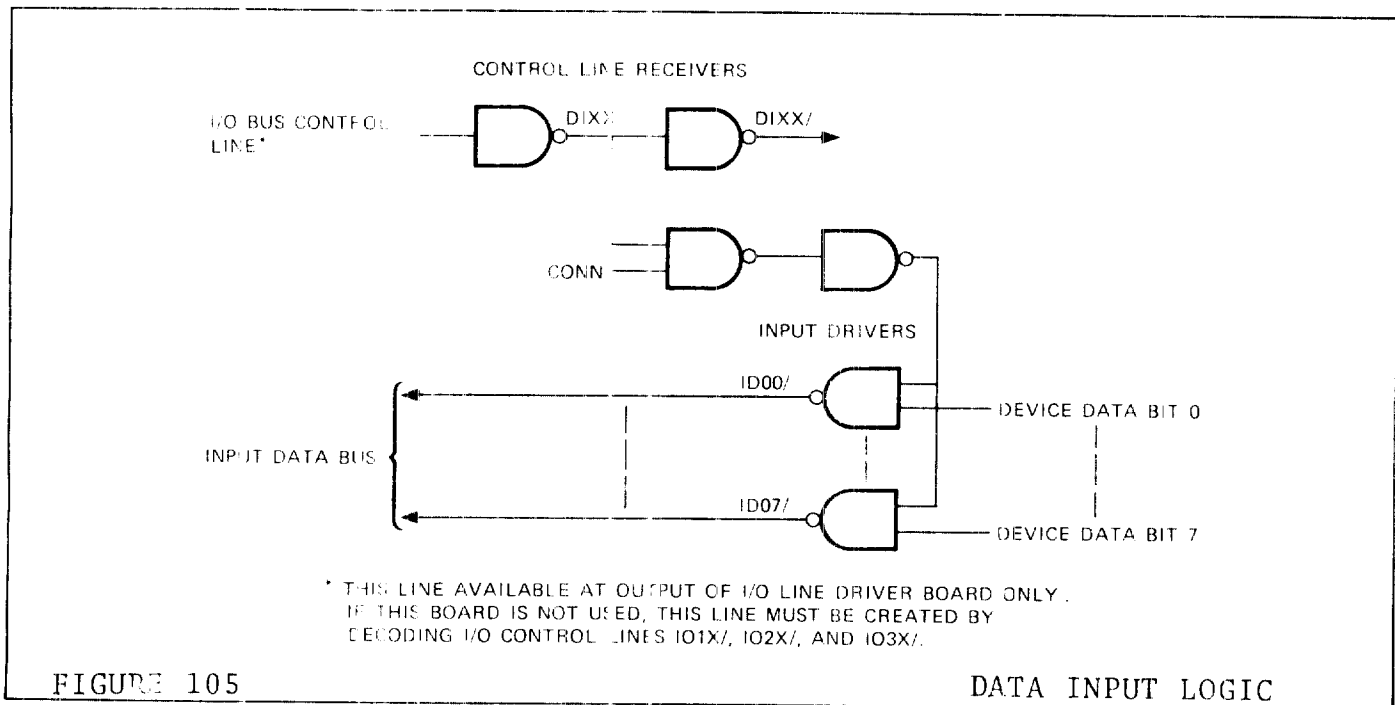 CONTROL LINE RECEIVERS
I/O BUS CONTROL
LINE*
DIXX
DIXX/
CONN
INPUT DRIVERS
ID00/
DEVICE DATA BIT 0
INPUT DATA BUS
ID07/
DEVICE DATA BIT 7
* THIS LINE AVAILABLE AT OUTPUT OF I/O LINE DRIVER BOARD ONLY.
IF THIS BOARD IS NOT USED, THIS LINE MUST BE CREATED BY
DECODING I/O CONTROL LINES IO1X/, IO2X/, AND IO3X/.
FIGURE 105
DATA INPUT LOGIC